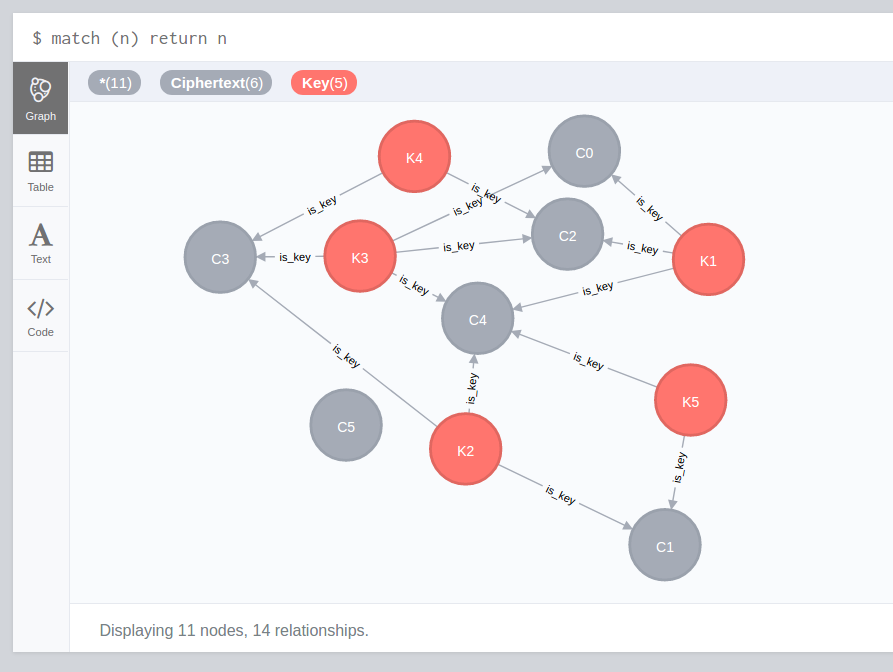 $ match (n) return n
*(11) Ciphertext(6) Key(5)
Graph
Table
A
Text
</>
Code
K4
C0
is_key
is_key
is_key
is_key
C2
C3
is_key
K3
is_key
is_key
K1
is_key
is_key
C4
is_key
is_key
is_key
K5
C5
K2
is_key
is_key
C1
Displaying 11 nodes, 14 relationships.